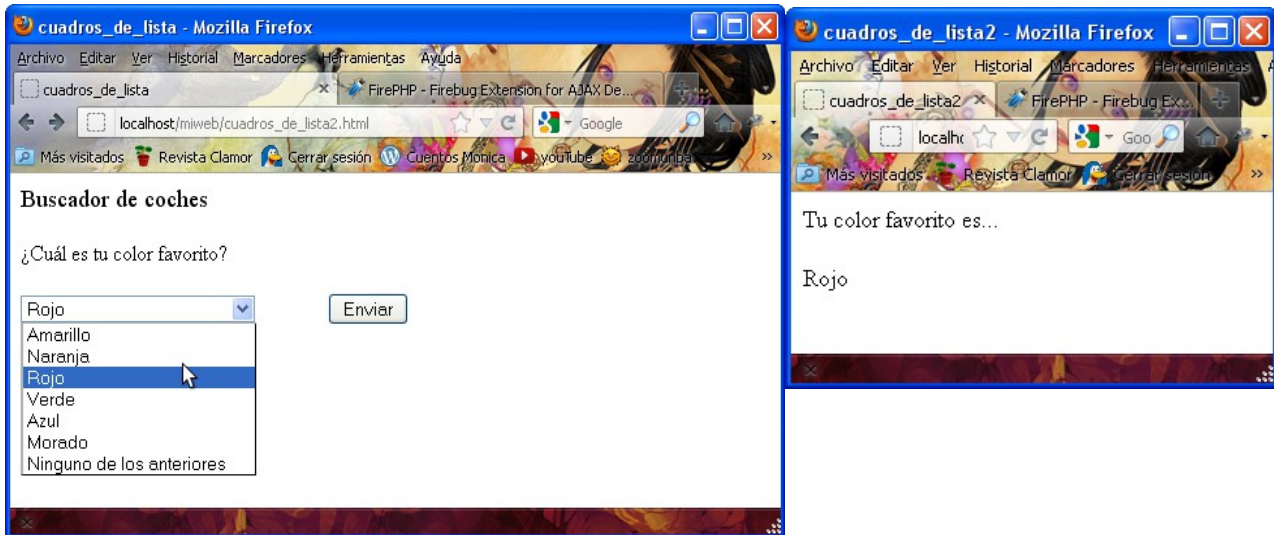 cuadros_de_lista - Mozilla Firefox
Archivo Editar Ver Historial Marcadores Herramientas Ayuda
cuadros_de_lista
FirePHP - Firebug Extension for AJAX De...
localhost/miweb/cuadros_de_lista2.html
Google
Más visitados Revista Clamor Cerrar sesión Cuentos Monica youTube zoomunba »
Buscador de coches
¿Cuál es tu color favorito?
Rojo
Enviar
Amarillo
Naranja
Rojo
Verde
Azul
Morado
Ninguno de los anteriores
cuadros_de_lista2 - Mozilla Firefox
Archivo Editar Ver Historial Marcadores Herramientas A
cuadros_de_lista2
FirePHP - Firebug Ex...
localhc
Goo
Más visitados Revista Clamor Cerrar sesión »
Tu color favorito es...
Rojo